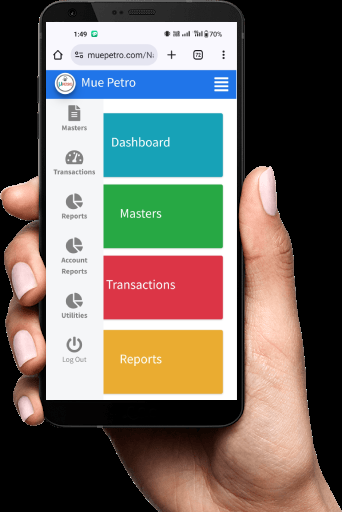 1:49
70%
muepetro.com/Na
72
Mue Petro
Masters
Transactions
Reports
Account
Reports
Utilities
Log Out
Dashboard
Masters
Transactions
Reports